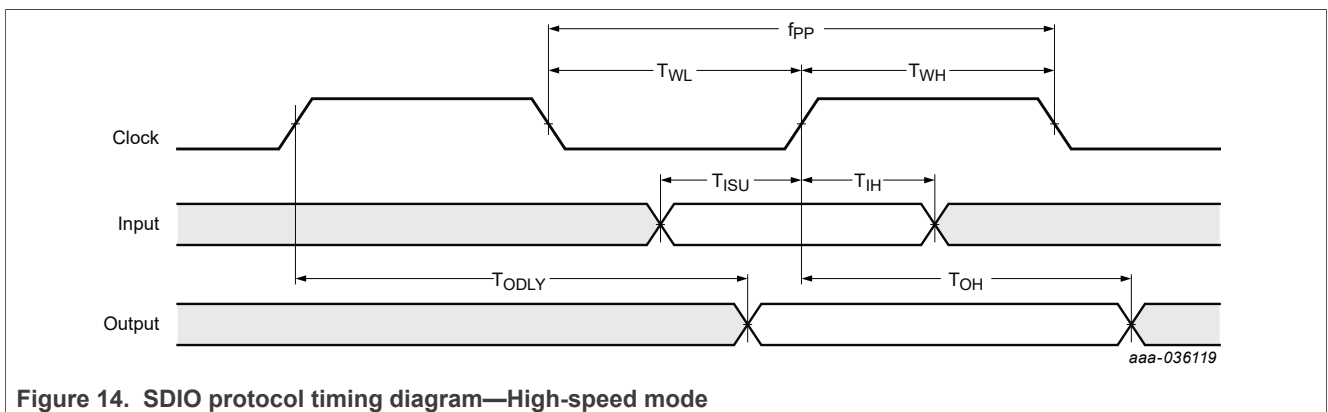 fPP
TWL TWH
Clock
TISU TIH
Input
TODLY TOH
Output
aaa-036119
Figure 14. SDIO protocol timing diagram—High-speed mode